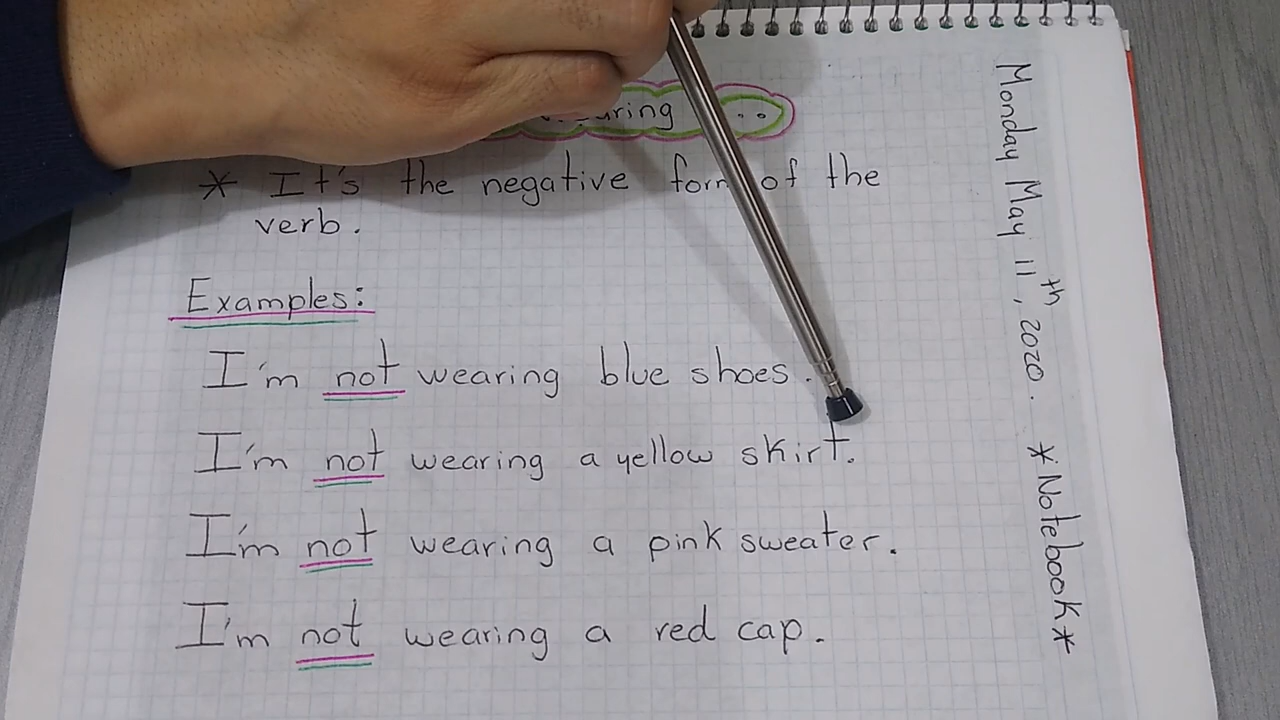 ..
* It's the negative form of the
verb.
Examples:
I'm not wearing blue shoes.
I'm not wearing a yellow skirt.
I'm not wearing a pink sweater.
I'm not wearing a red cap.
Monday May 11th, 2020. *Notebook*